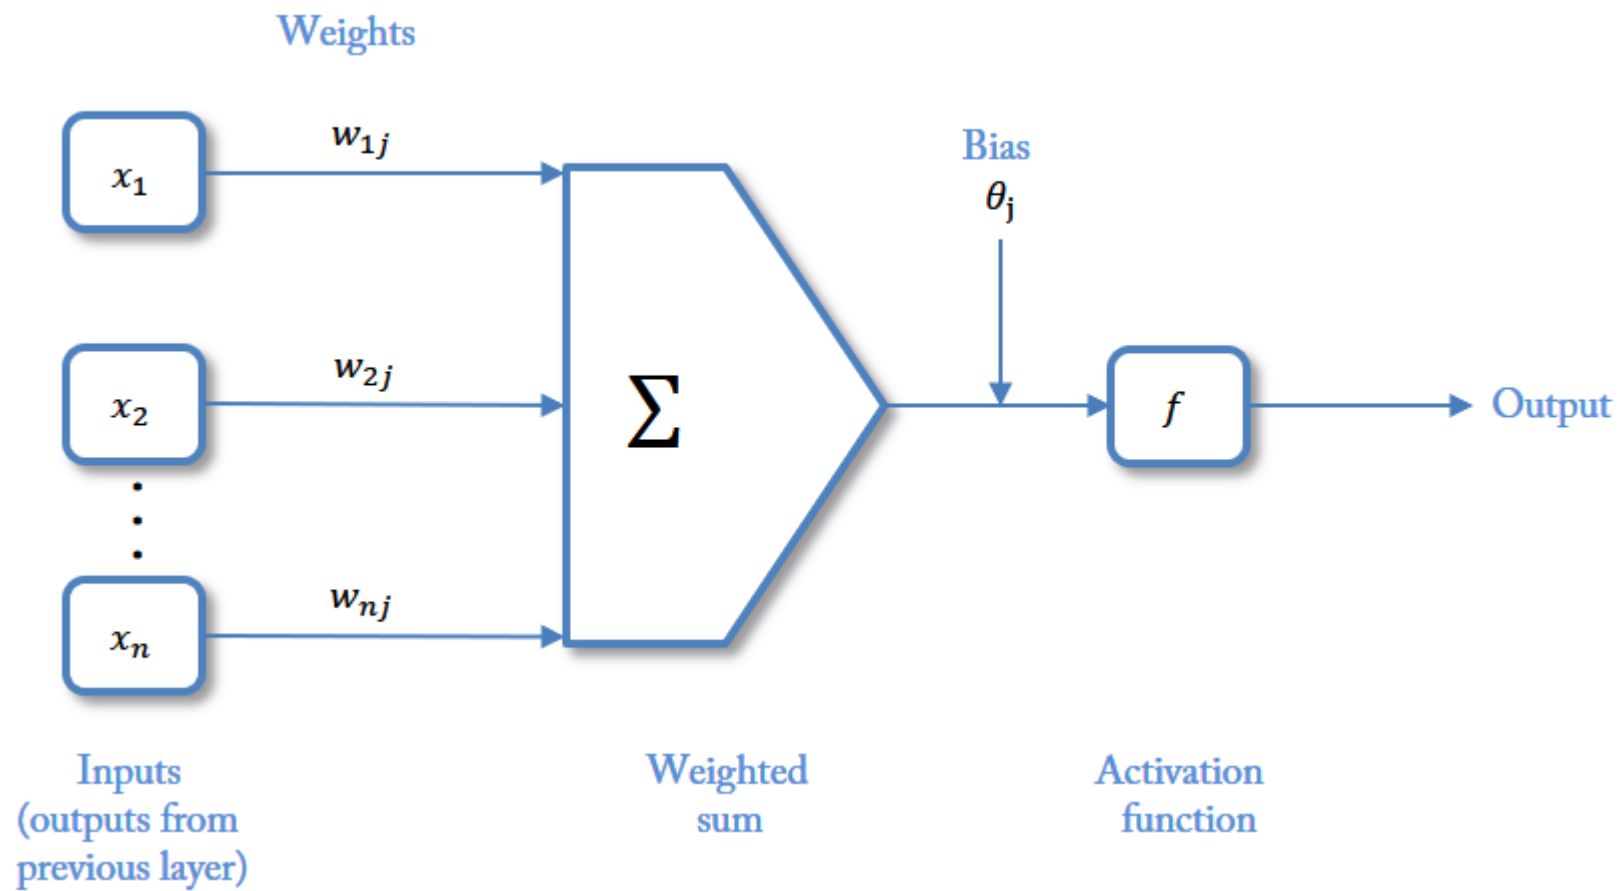 Weights
w₁ⱼ
x₁
Bias
θⱼ
w₂ⱼ
x₂
∑
f
Output
wₙⱼ
xₙ
Inputs
(outputs from
previous layer)
Weighted
sum
Activation
function